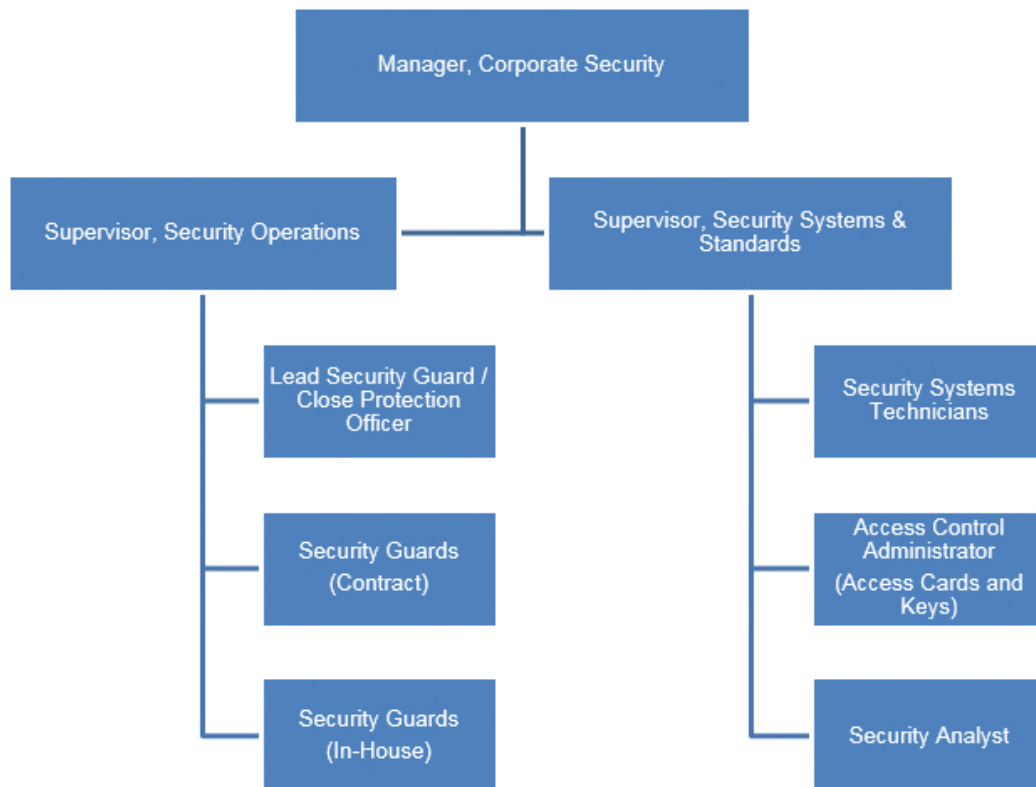 Manager, Corporate Security
Supervisor, Security Operations
Supervisor, Security Systems &
Standards
Lead Security Guard /
Close Protection
Officer
Security Guards
(Contract)
Security Guards
(In-House)
Security Systems
Technicians
Access Control
Administrator
(Access Cards and
Keys)
Security Analyst